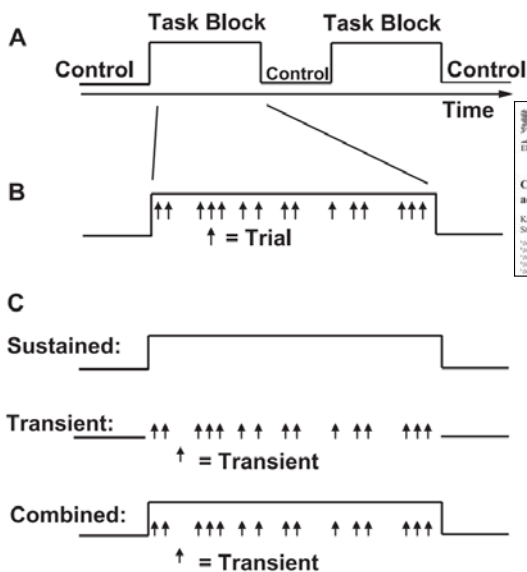 A
Task Block
Task Block
Control
Control
Control
Time
B
↑ = Trial
C
Sustained:
Transient:
↑ = Transient
Combined:
↑ = Transient